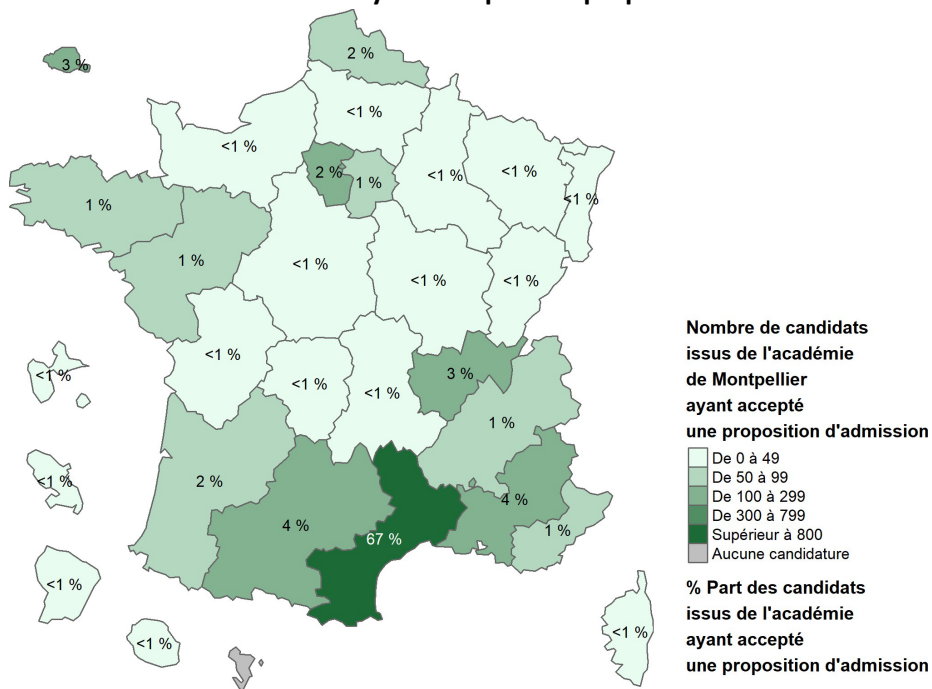 2 %
3 %
<1 %
<1 %
2 %
1 %
<1 %
<1 %
<1 %
1 %
1 %
<1 %
<1 %
<1 %
<1 %
<1 %
<1 %
<1 %
3 %
1 %
2 %
<1 %
4 %
4 %
67 %
1 %
<1 %
<1 %
<1 %
Nombre de candidats
issus de l'académie
de Montpellier
ayant accepté
une proposition d'admission
De 0 à 49
De 50 à 99
De 100 à 299
De 300 à 799
Supérieur à 800
Aucune candidature
% Part des candidats
issus de l'académie
ayant accepté
une proposition d'admission